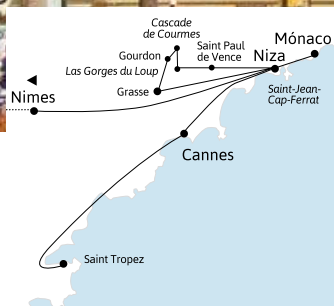 Cascade
de Courmes
Mónaco
Gourdon
Saint Paul
de Vence
Niza
Las Gorges du Loup
Grasse
Nimes
Saint-Jean-
Cap-Ferrat
Cannes
Saint Tropez